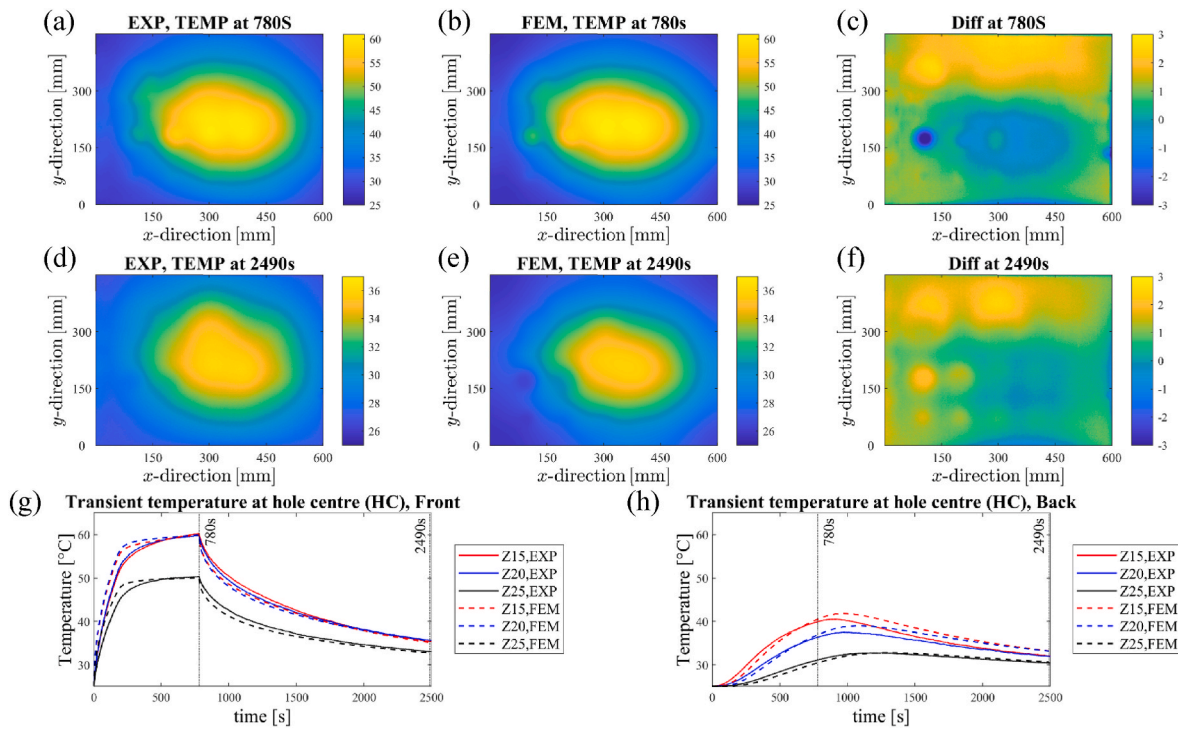 (a) EXP, TEMP at 780S
60
55
50
45
40
35
30
25
300
150
0
150 300 450 600
y-direction [mm]
x-direction [mm]
(b) FEM, TEMP at 780s
60
55
50
45
40
35
30
25
300
150
0
150 300 450 600
y-direction [mm]
x-direction [mm]
(c) Diff at 780S
3
2
1
0
-1
-2
-3
300
150
0
150 300 450 600
y-direction [mm]
x-direction [mm]
(d) EXP, TEMP at 2490s
36
34
32
30
28
26
300
150
0
150 300 450 600
y-direction [mm]
x-direction [mm]
(e) FEM, TEMP at 2490s
36
34
32
30
28
26
300
150
0
150 300 450 600
y-direction [mm]
x-direction [mm]
(f) Diff at 2490s
3
2
1
0
-1
-2
-3
300
150
0
150 300 450 600
y-direction [mm]
x-direction [mm]
(g) Transient temperature at hole centre (HC), Front
60
50
40
30
0 500 1000 1500 2000 2500
Temperature [°C]
time [s]
780s
2490s
Z15,EXP
Z20,EXP
Z25,EXP
Z15,FEM
Z20,FEM
Z25,FEM
(h) Transient temperature at hole centre (HC), Back
60
50
40
30
0 500 1000 1500 2000 2500
Temperature [°C]
time [s]
780s
2490s
Z15,EXP
Z20,EXP
Z25,EXP
Z15,FEM
Z20,FEM
Z25,FEM